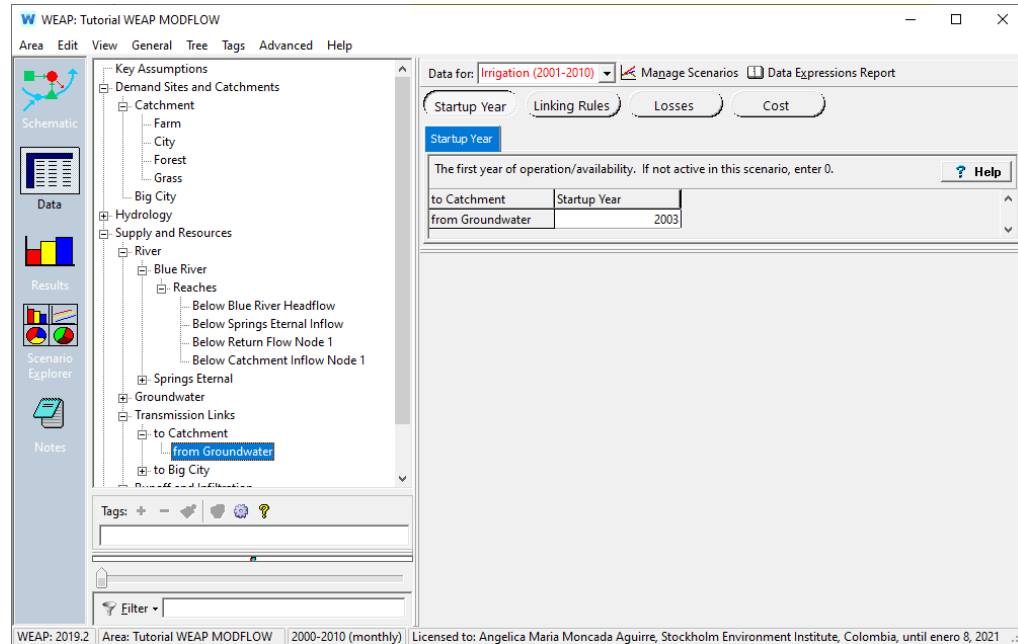 WEAP: Tutorial WEAP MODFLOW
Area Edit View General Tree Tags Advanced Help
Schematic
Data
Results
Scenario
Explorer
Notes
Key Assumptions
Demand Sites and Catchments
Catchment
Farm
City
Forest
Grass
Big City
Hydrology
Supply and Resources
River
Blue River
Reaches
Below Blue River Headflow
Below Springs Eternal Inflow
Below Return Flow Node 1
Below Catchment Inflow Node 1
Springs Eternal
Groundwater
Transmission Links
to Catchment
from Groundwater
to Big City
Runoff and Infiltration
Tags:
Filter
Data for: Irrigation (2001-2010) Manage Scenarios Data Expressions Report
Startup Year Linking Rules Losses Cost
Startup Year
The first year of operation/availability. If not active in this scenario, enter 0. ? Help
to Catchment Startup Year
from Groundwater 2003
WEAP: 2019.2 Area: Tutorial WEAP MODFLOW 2000-2010 (monthly) Licensed to: Angelica Maria Moncada Aguirre, Stockholm Environment Institute, Colombia, until enero 8, 2021